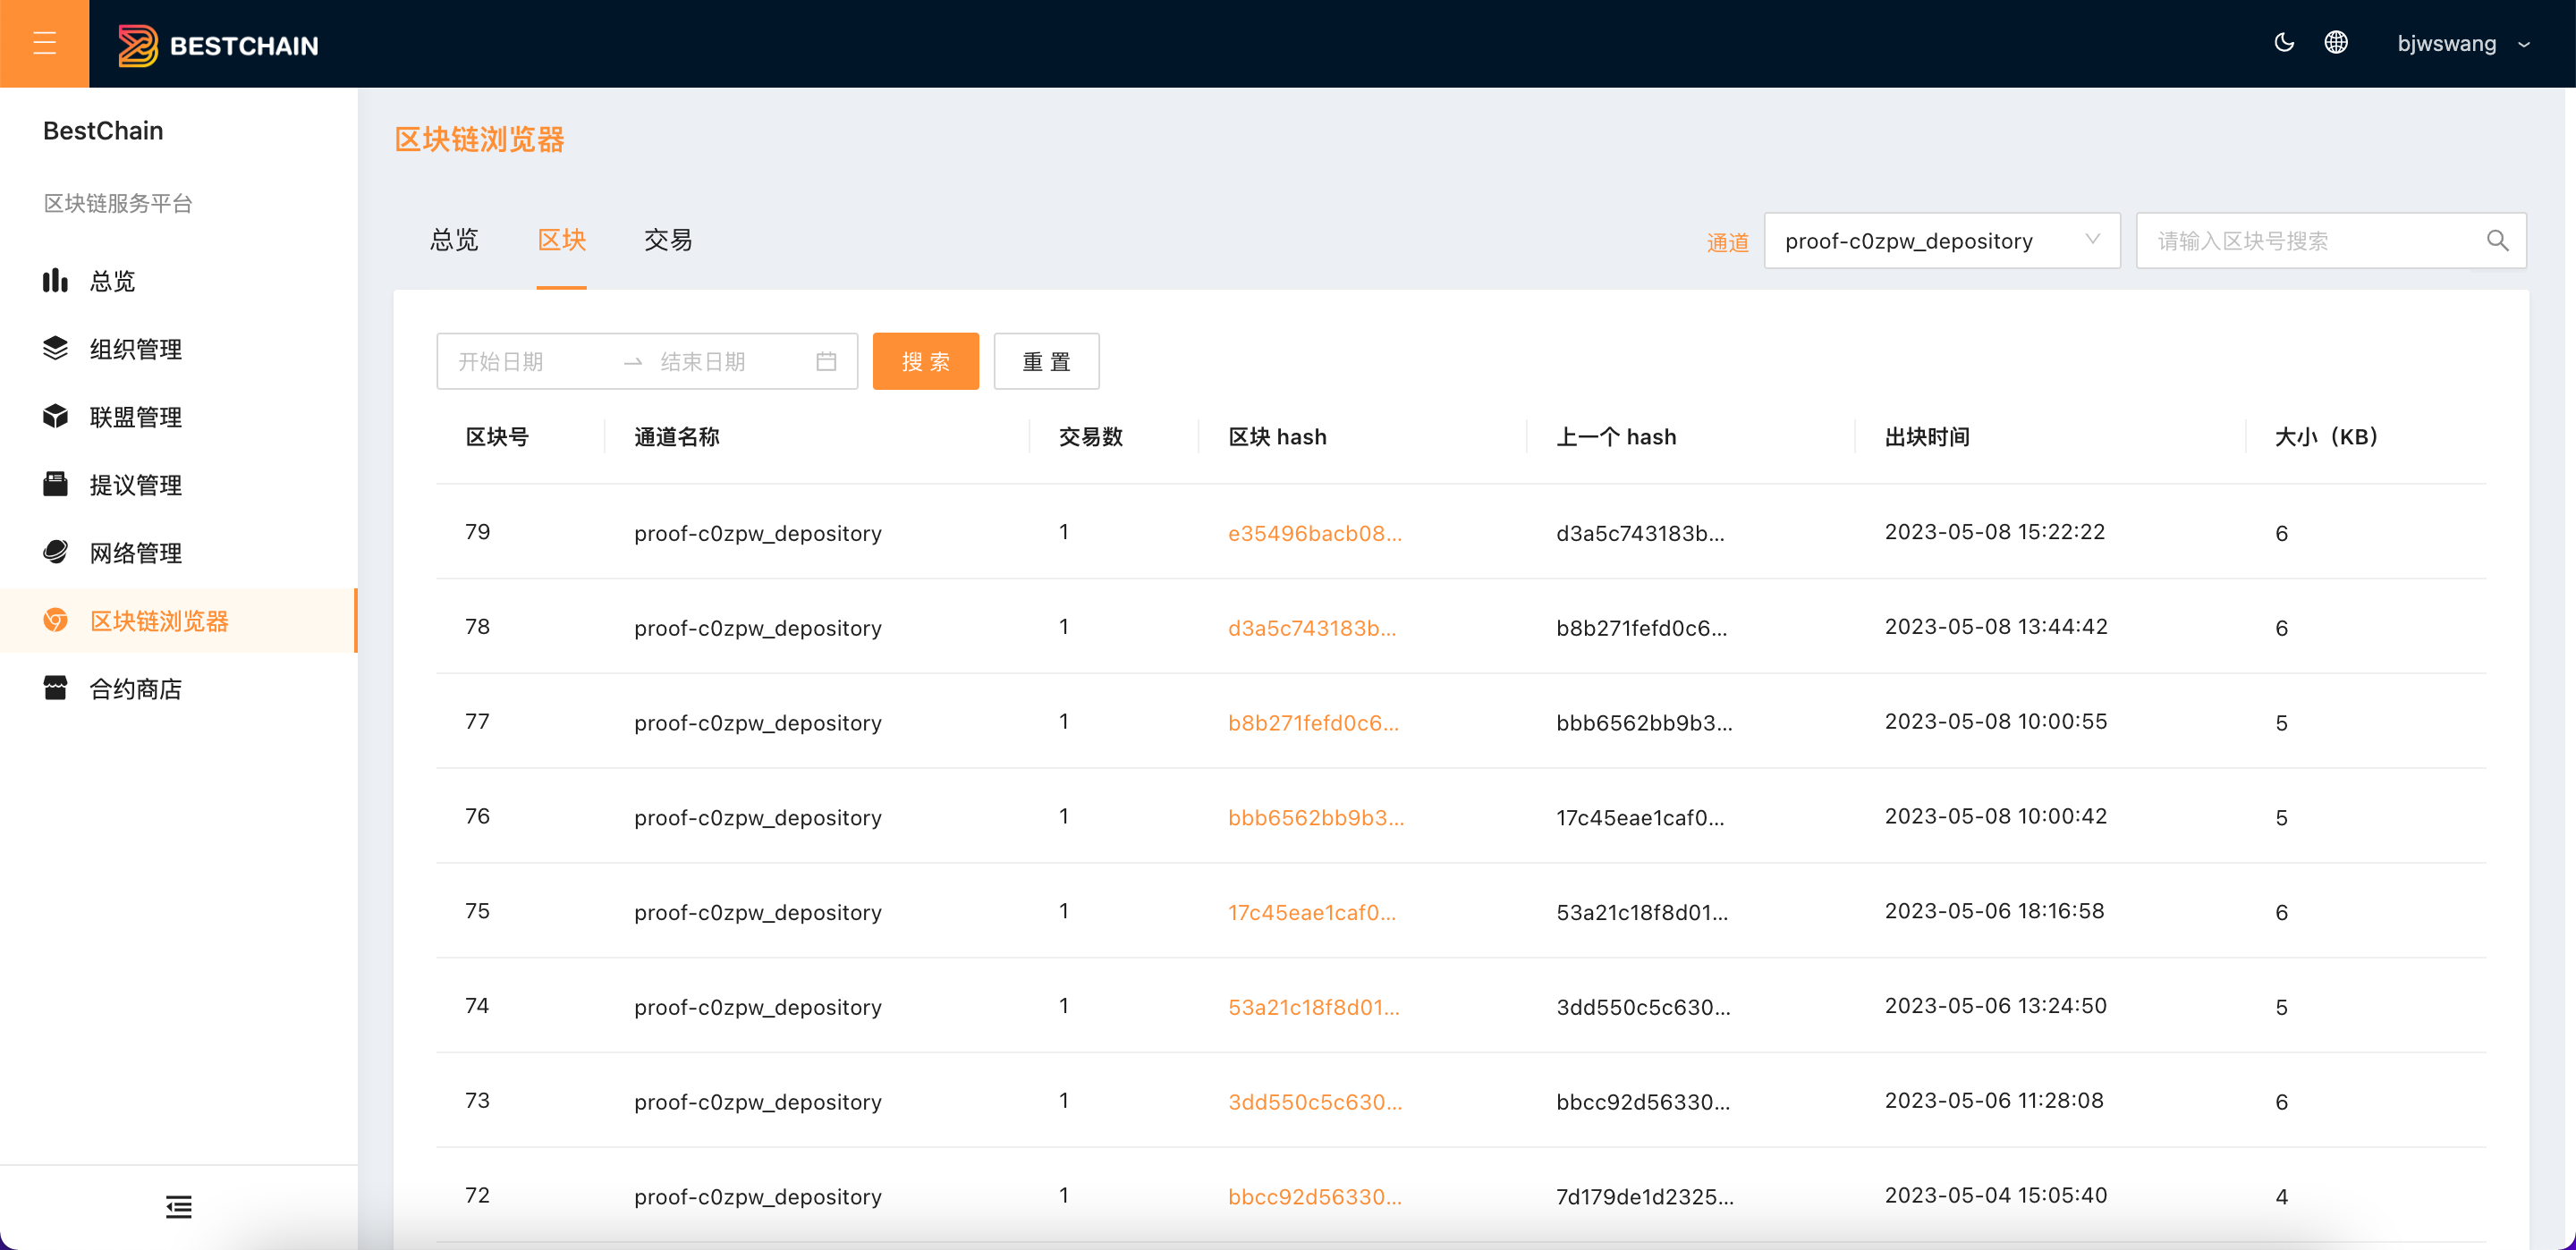 BESTCHAIN
bjwswang
BestChain
区块链服务平台
总览
组织管理
联盟管理
提议管理
网络管理
区块链浏览器
合约商店
区块链浏览器
总览 区块 交易
通道 proof-c0zpw_depository 请输入区块号搜索
开始日期 → 结束日期 搜 索 重 置
区块号 通道名称 交易数 区块 hash 上一个 hash 出块时间 大小（KB）
79 proof-c0zpw_depository 1 e35496bacb08... d3a5c743183b... 2023-05-08 15:22:22 6
78 proof-c0zpw_depository 1 d3a5c743183b... b8b271fefd0c6... 2023-05-08 13:44:42 6
77 proof-c0zpw_depository 1 b8b271fefd0c6... bbb6562bb9b3... 2023-05-08 10:00:55 5
76 proof-c0zpw_depository 1 bbb6562bb9b3... 17c45eae1caf0... 2023-05-08 10:00:42 5
75 proof-c0zpw_depository 1 17c45eae1caf0... 53a21c18f8d01... 2023-05-06 18:16:58 6
74 proof-c0zpw_depository 1 53a21c18f8d01... 3dd550c5c630... 2023-05-06 13:24:50 5
73 proof-c0zpw_depository 1 3dd550c5c630... bbcc92d56330... 2023-05-06 11:28:08 6
72 proof-c0zpw_depository 1 bbcc92d56330... 7d179de1d2325... 2023-05-04 15:05:40 4